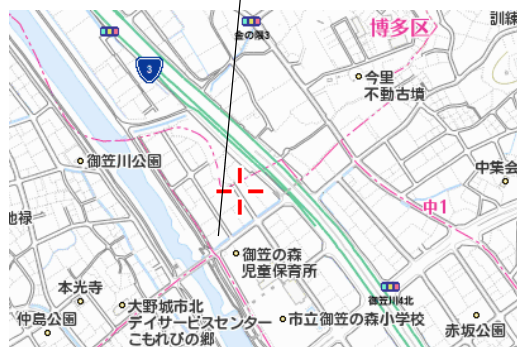 訓練
金の隈3
博多区
3
今里
不動古墳
御笠川公園
中集会
中1
池禄
御笠の森
児童保育所
御笠川4北
本光寺
大野城市北
デイサービスセンター
こもれびの郷
仲島公園
市立御笠の森小学校
赤坂公園